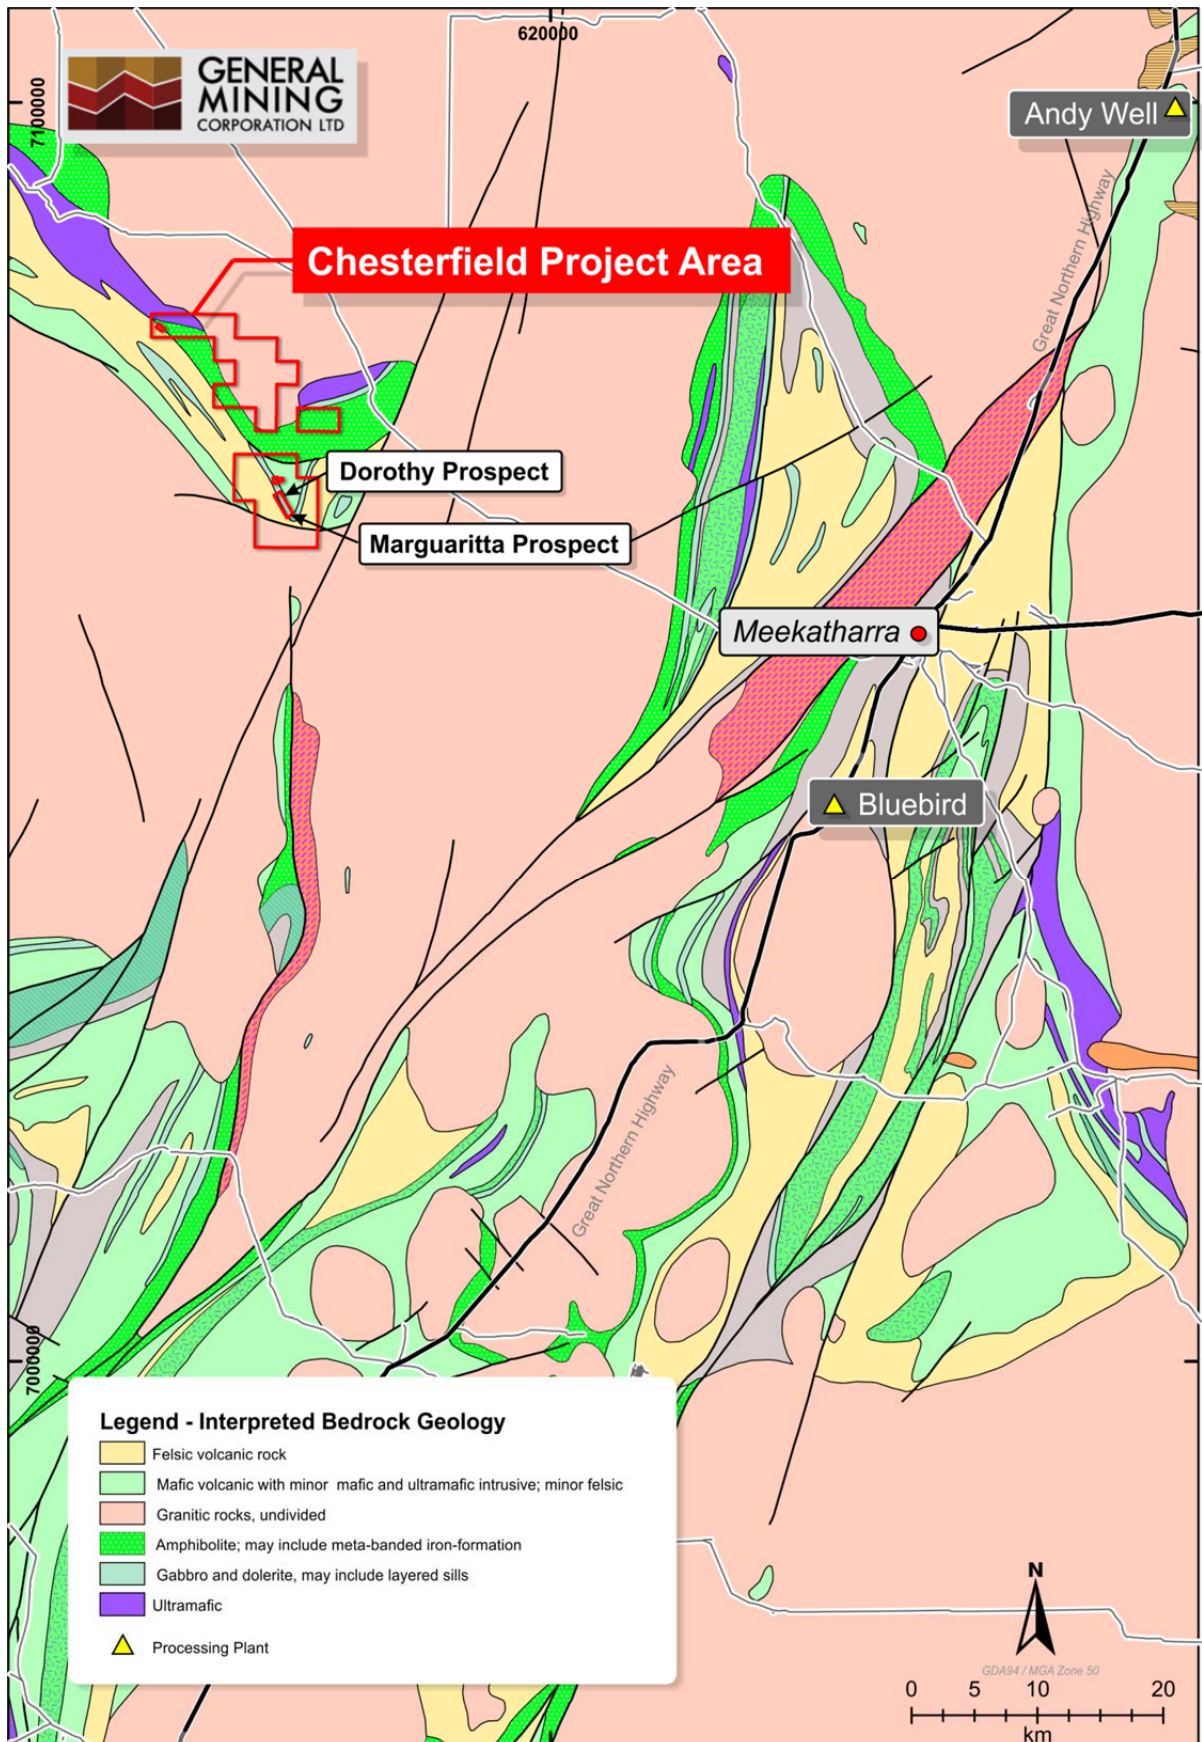 620000
GENERAL
MINING
CORPORATION LTD
7100000
Andy Well
Great Northern Highway
Chesterfield Project Area
Dorothy Prospect
Marguaritta Prospect
Meekatharra
Bluebird
Great Northern Highway
7000000
Legend - Interpreted Bedrock Geology
Felsic volcanic rock
Mafic volcanic with minor mafic and ultramafic intrusive; minor felsic
Granitic rocks, undivided
Amphibolite; may include meta-banded iron-formation
Gabbro and dolerite, may include layered sills
Ultramafic
Processing Plant
N
GDA94 / MGA Zone 50
0 5 10 20
km